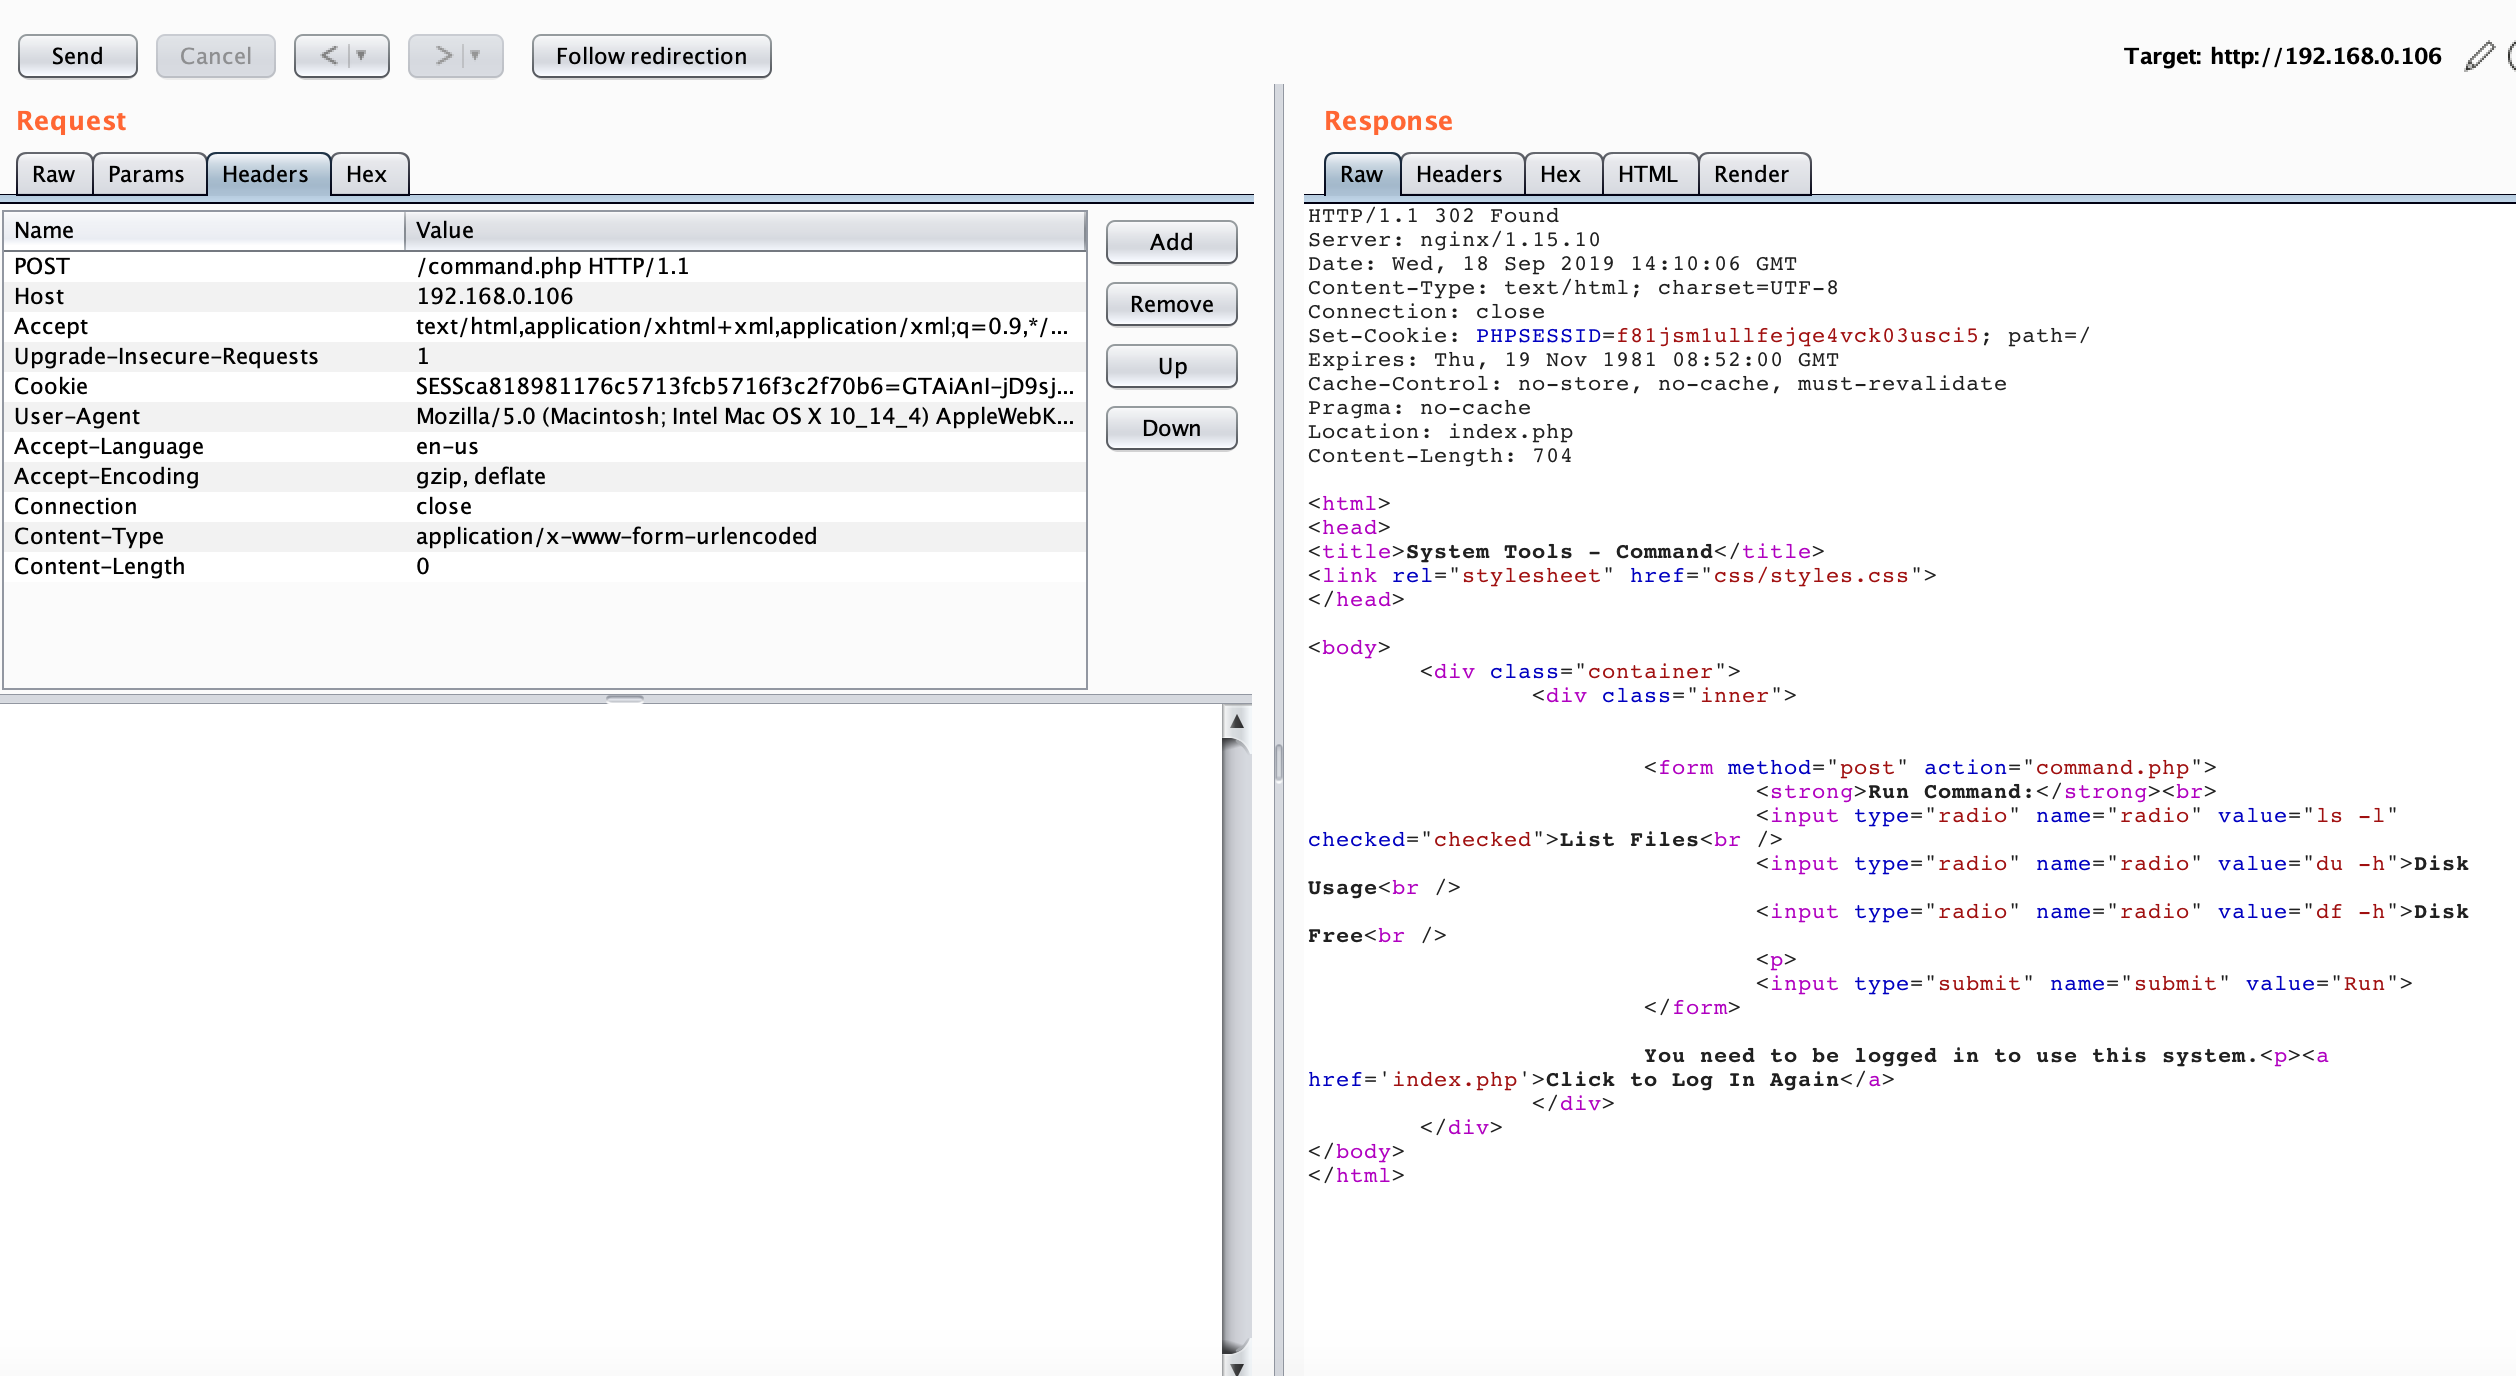 Send Cancel < > Follow redirection Target: http://192.168.0.106
Request
Raw Params Headers Hex
Name Value
POST /command.php HTTP/1.1
Host 192.168.0.106
Accept text/html,application/xhtml+xml,application/xml;q=0.9,*/...
Upgrade-Insecure-Requests 1
Cookie SESSca818981176c5713fcb5716f3c2f70b6=GTAiAnI-jD9sj...
User-Agent Mozilla/5.0 (Macintosh; Intel Mac OS X 10_14_4) AppleWebK...
Accept-Language en-us
Accept-Encoding gzip, deflate
Connection close
Content-Type application/x-www-form-urlencoded
Content-Length 0
Add
Remove
Up
Down
Response
Raw Headers Hex HTML Render
HTTP/1.1 302 Found
Server: nginx/1.15.10
Date: Wed, 18 Sep 2019 14:10:06 GMT
Content-Type: text/html; charset=UTF-8
Connection: close
Set-Cookie: PHPSESSID=f81jsm1ullfejqe4vck03usci5; path=/
Expires: Thu, 19 Nov 1981 08:52:00 GMT
Cache-Control: no-store, no-cache, must-revalidate
Pragma: no-cache
Location: index.php
Content-Length: 704
<html>
<head>
<title>System Tools - Command</title>
<link rel="stylesheet" href="css/styles.css">
</head>
<body>
<div class="container">
<div class="inner">
<form method="post" action="command.php">
<strong>Run Command:</strong><br>
<input type="radio" name="radio" value="ls -l"
checked="checked">List Files<br />
<input type="radio" name="radio" value="du -h">Disk
Usage<br />
<input type="radio" name="radio" value="df -h">Disk
Free<br />
<p>
<input type="submit" name="submit" value="Run">
</form>
You need to be logged in to use this system.<p><a
href='index.php'>Click to Log In Again</a>
</div>
</div>
</body>
</html>